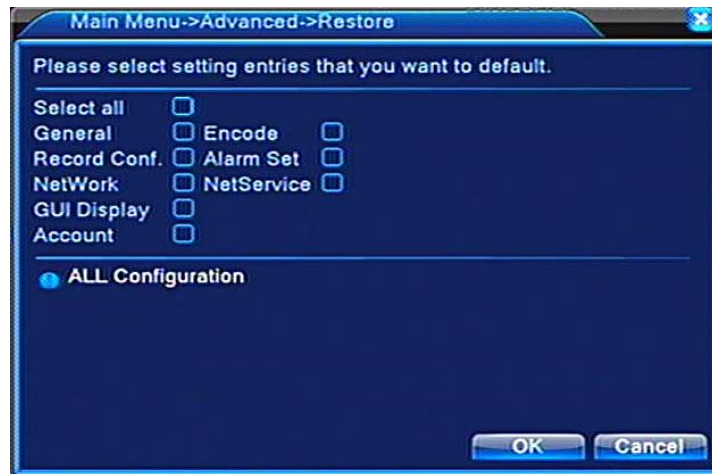 Main Menu->Advanced->Restore
Please select setting entries that you want to default.
Select all
General Encode
Record Conf. Alarm Set
NetWork NetService
GUI Display
Account
ALL Configuration
OK Cancel